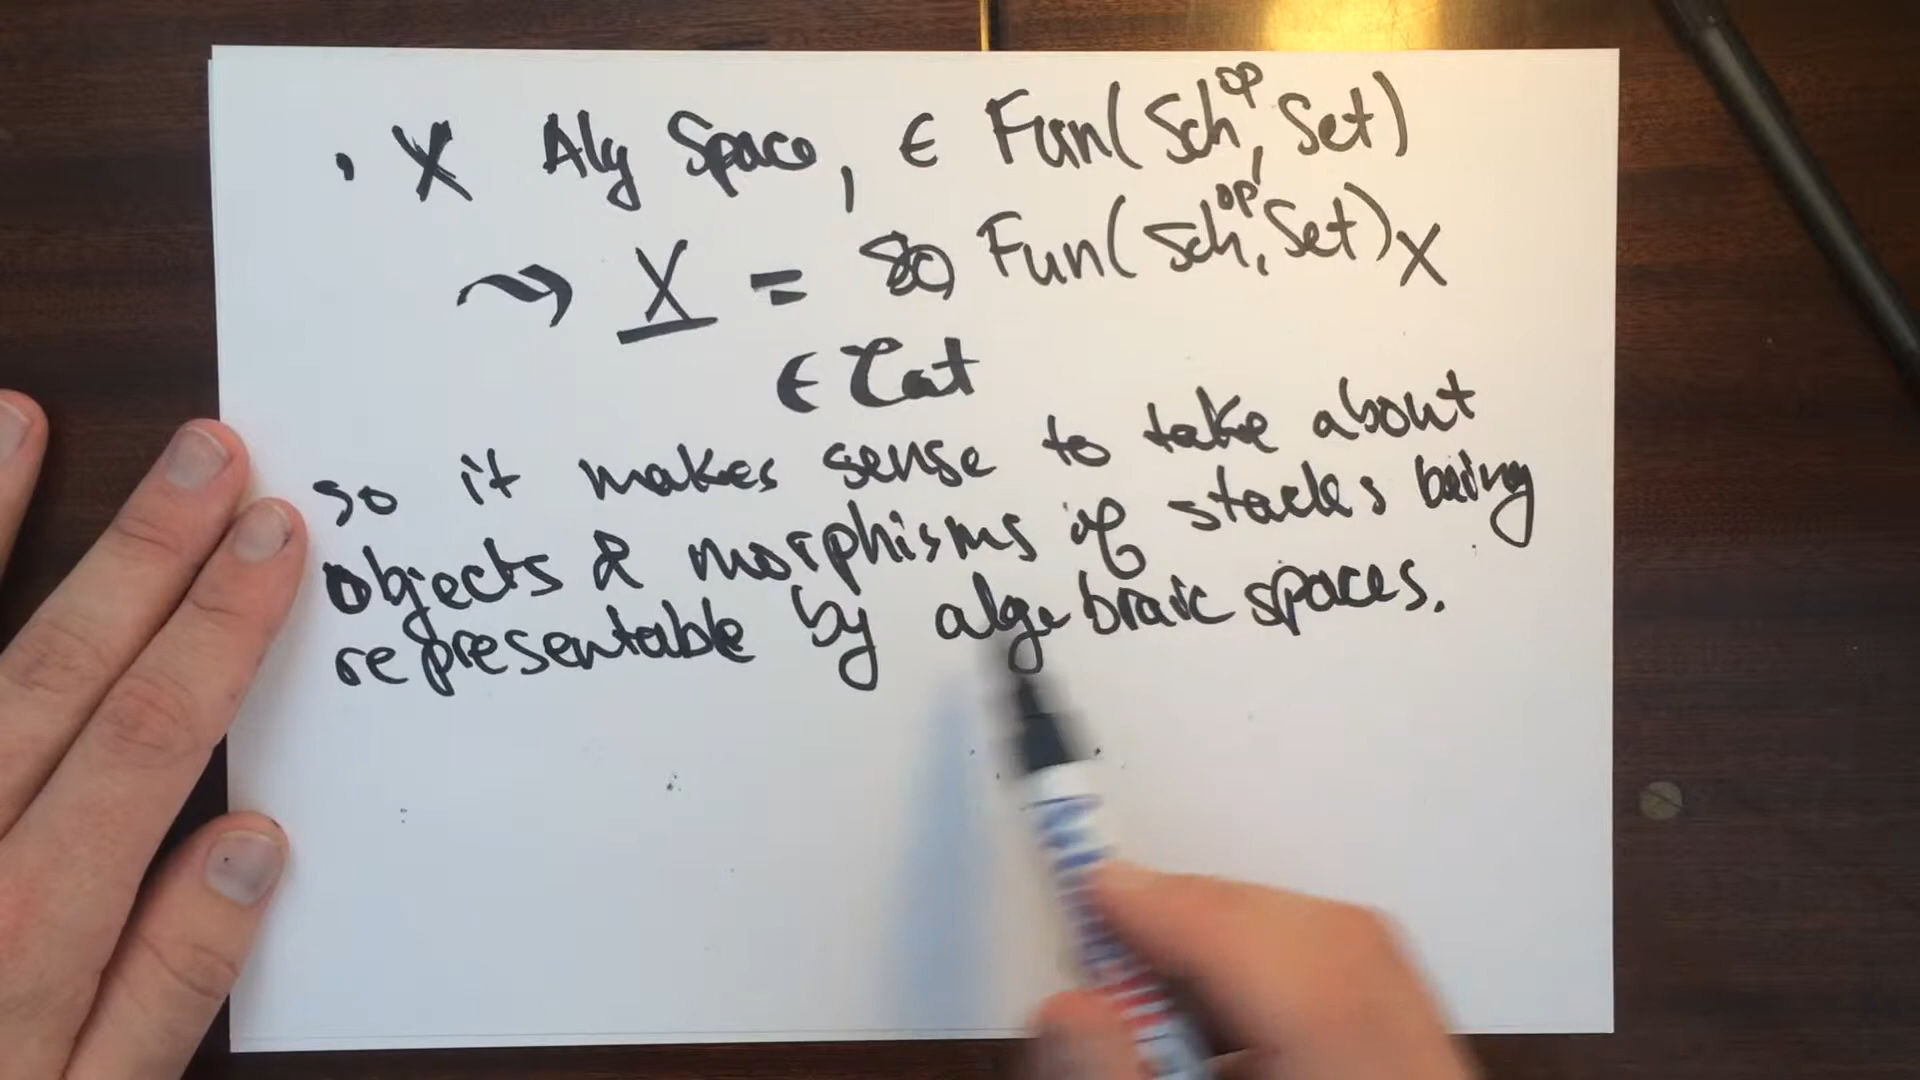 · X Alg Space, ∈ Fun(Sch^op, Set)
⇝ X = Fun(Sch^op, Set)_X
∈ Cat
so it makes sense to take about
objects & morphisms of stacks being
representable by algebraic spaces.